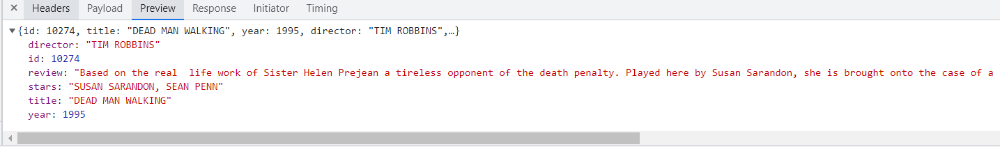 × Headers Payload Preview Response Initiator Timing
▼{id: 10274, title: "DEAD MAN WALKING", year: 1995, director: "TIM ROBBINS",…}
director: "TIM ROBBINS"
id: 10274
review: "Based on the real  life work of Sister Helen Prejean a tireless opponent of the death penalty. Played here by Susan Sarandon, she is brought onto the case of a
stars: "SUSAN SARANDON, SEAN PENN"
title: "DEAD MAN WALKING"
year: 1995